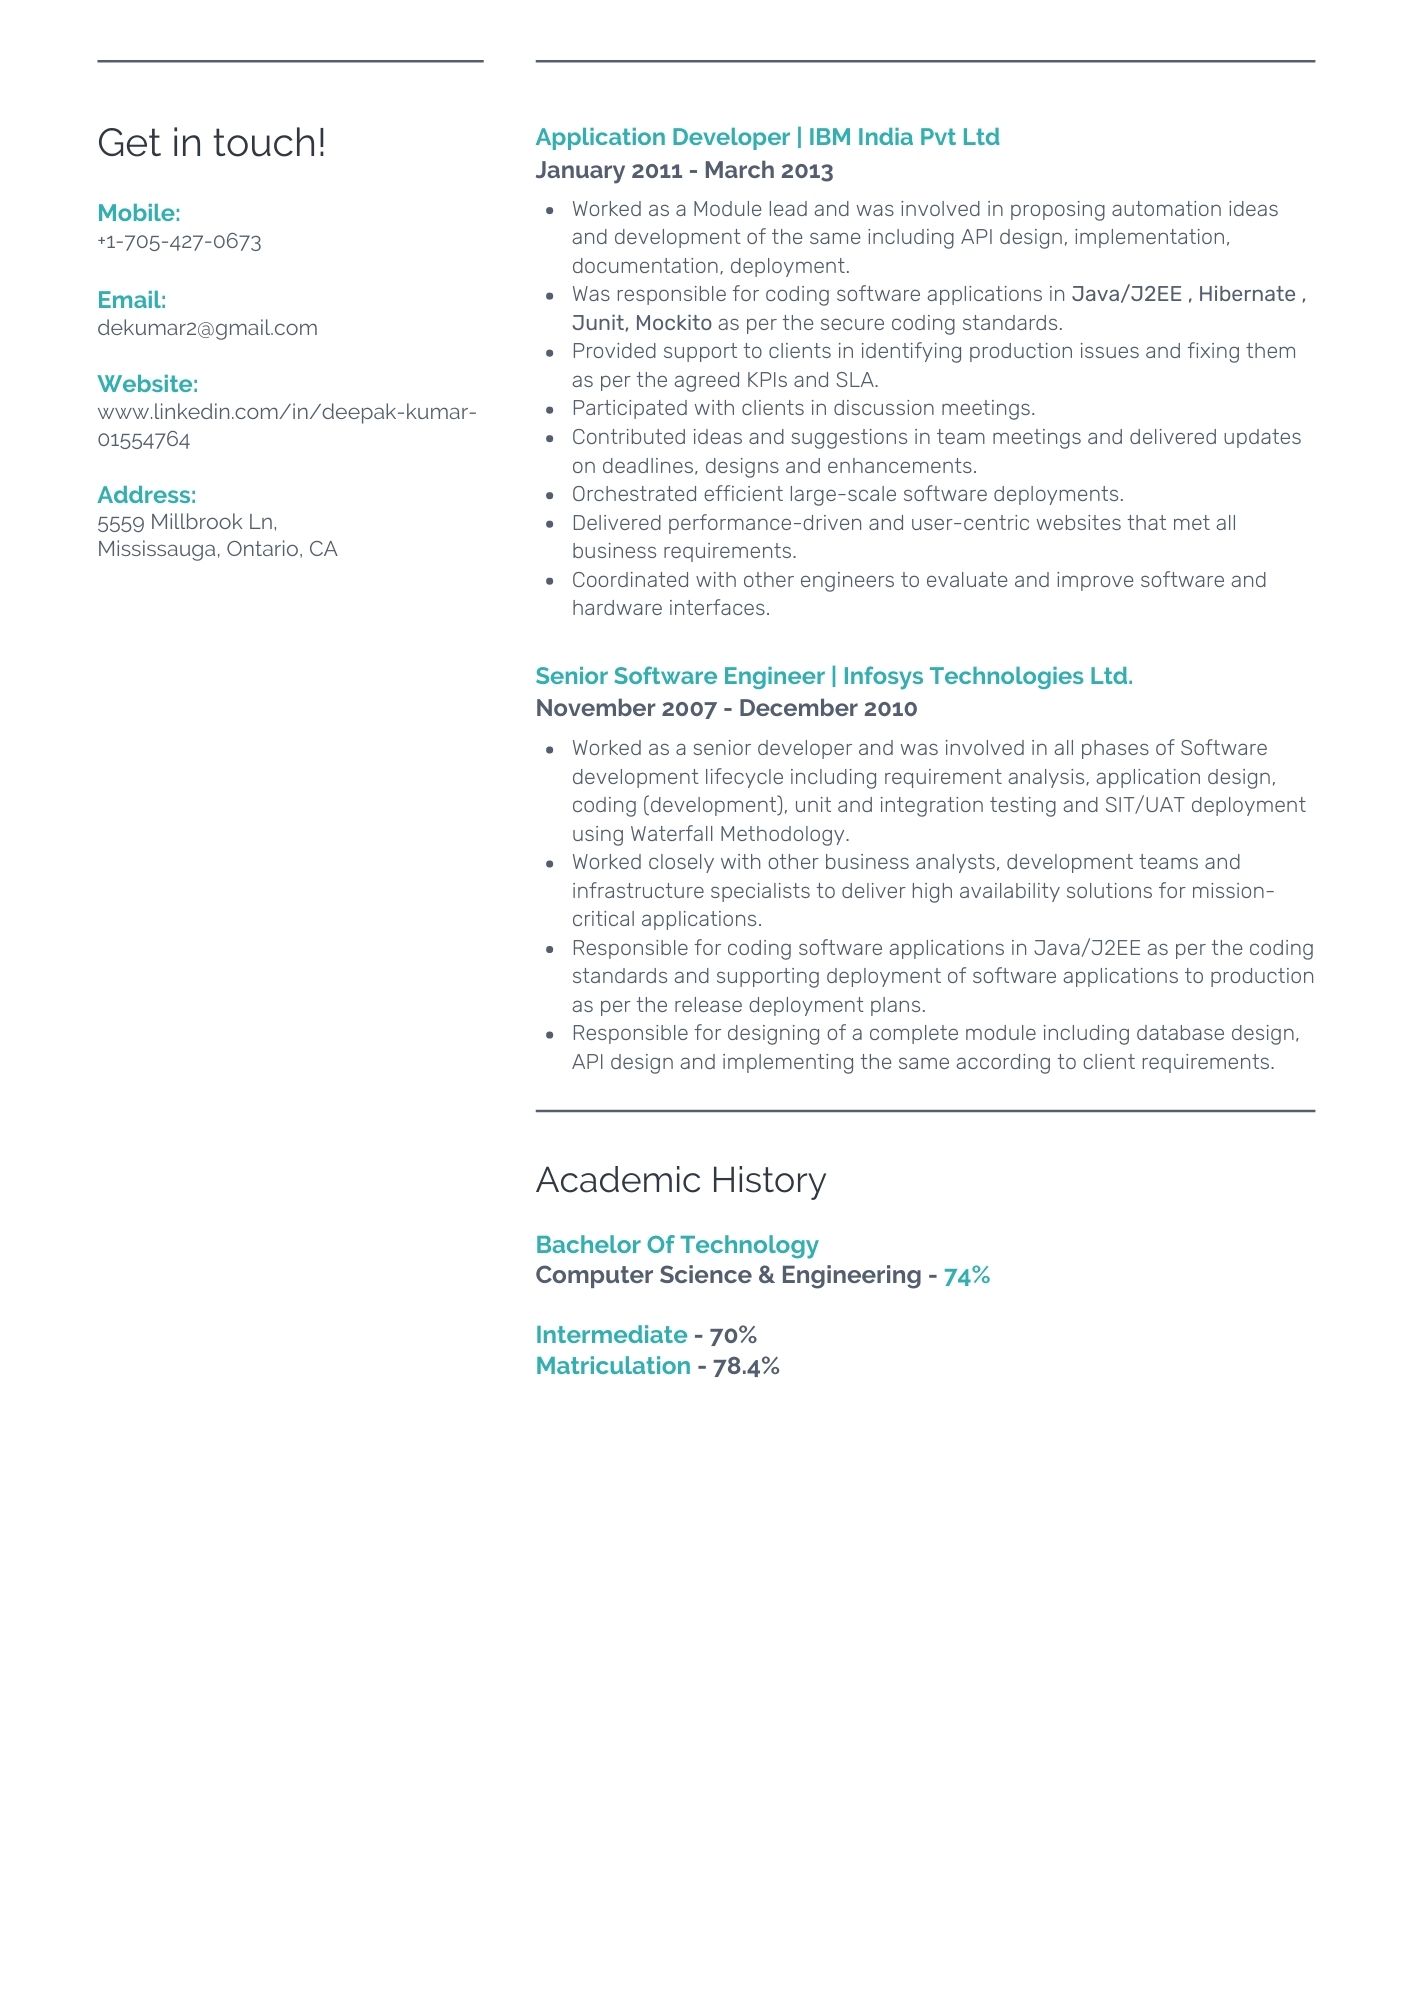 Get in touch!
Mobile:
+1-705-427-0673
Email:
dekumar2@gmail.com
Website:
www.linkedin.com/in/deepak-kumar-
01554764
Address:
5559 Millbrook Ln,
Mississauga, Ontario, CA
Application Developer | IBM India Pvt Ltd
January 2011 - March 2013
• Worked as a Module lead and was involved in proposing automation ideas
and development of the same including API design, implementation,
documentation, deployment.
• Was responsible for coding software applications in Java/J2EE , Hibernate ,
Junit, Mockito as per the secure coding standards.
• Provided support to clients in identifying production issues and fixing them
as per the agreed KPIs and SLA.
• Participated with clients in discussion meetings.
• Contributed ideas and suggestions in team meetings and delivered updates
on deadlines, designs and enhancements.
• Orchestrated efficient large-scale software deployments.
• Delivered performance-driven and user-centric websites that met all
business requirements.
• Coordinated with other engineers to evaluate and improve software and
hardware interfaces.
Senior Software Engineer | Infosys Technologies Ltd.
November 2007 - December 2010
• Worked as a senior developer and was involved in all phases of Software
development lifecycle including requirement analysis, application design,
coding (development), unit and integration testing and SIT/UAT deployment
using Waterfall Methodology.
• Worked closely with other business analysts, development teams and
infrastructure specialists to deliver high availability solutions for mission-
critical applications.
• Responsible for coding software applications in Java/J2EE as per the coding
standards and supporting deployment of software applications to production
as per the release deployment plans.
• Responsible for designing of a complete module including database design,
API design and implementing the same according to client requirements.
Academic History
Bachelor Of Technology
Computer Science & Engineering - 74%
Intermediate - 70%
Matriculation - 78.4%